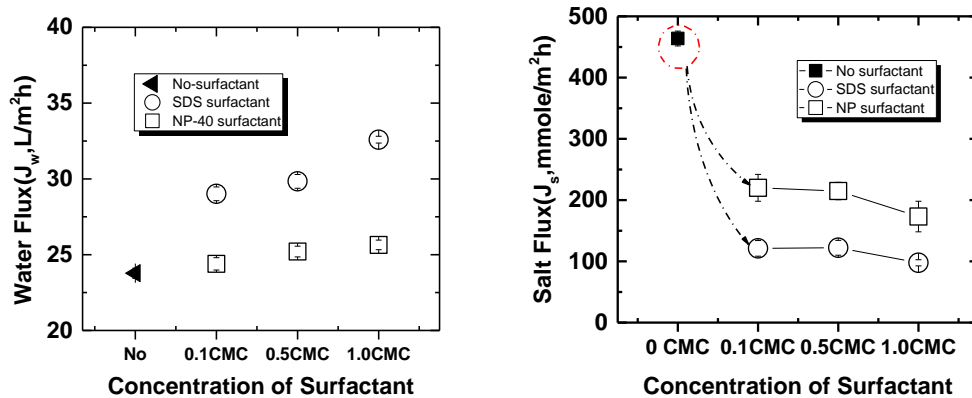 40
35
30
25
20
Water Flux(J_w,L/m²h)
No-surfactant
SDS surfactant
NP-40 surfactant
No 0.1CMC 0.5CMC 1.0CMC
Concentration of Surfactant
500
400
300
200
100
0
Salt Flux(J_s,mmole/m²h)
No surfactant
SDS surfactant
NP surfactant
0 CMC 0.1CMC 0.5CMC 1.0CMC
Concentration of Surfactant